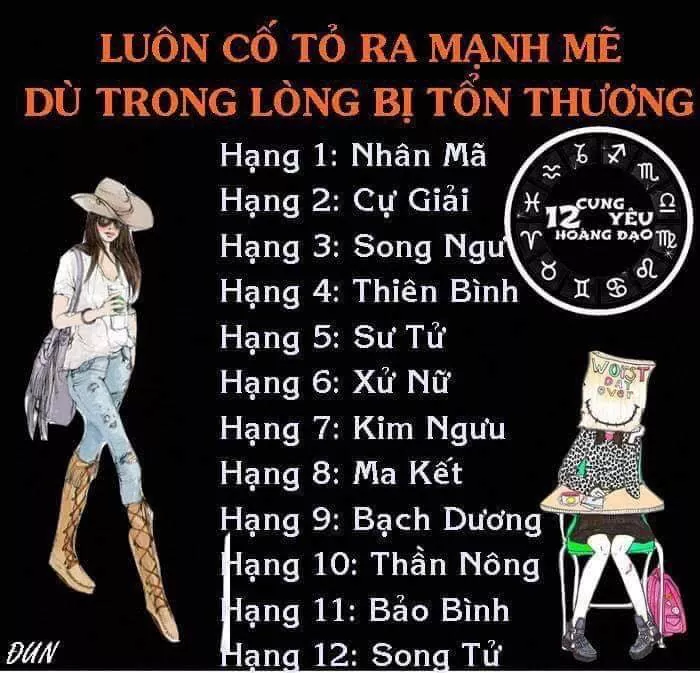 LUÔN CỐ TỎ RA MẠNH MẼ
DÙ TRONG LÒNG BỊ TỔN THƯƠNG
Hạng 1: Nhân Mã
Hạng 2: Cự Giải
Hạng 3: Song Ngư
Hạng 4: Thiên Bình
Hạng 5: Sư Tử
Hạng 6: Xử Nữ
Hạng 7: Kim Ngưu
Hạng 8: Ma Kết
Hạng 9: Bạch Dương
Hạng 10: Thần Nông
Hạng 11: Bảo Bình
Hạng 12: Song Tử
12 CUNG
YÊU
HOÀNG ĐẠO
WORST
DAY
ever
ĐUN